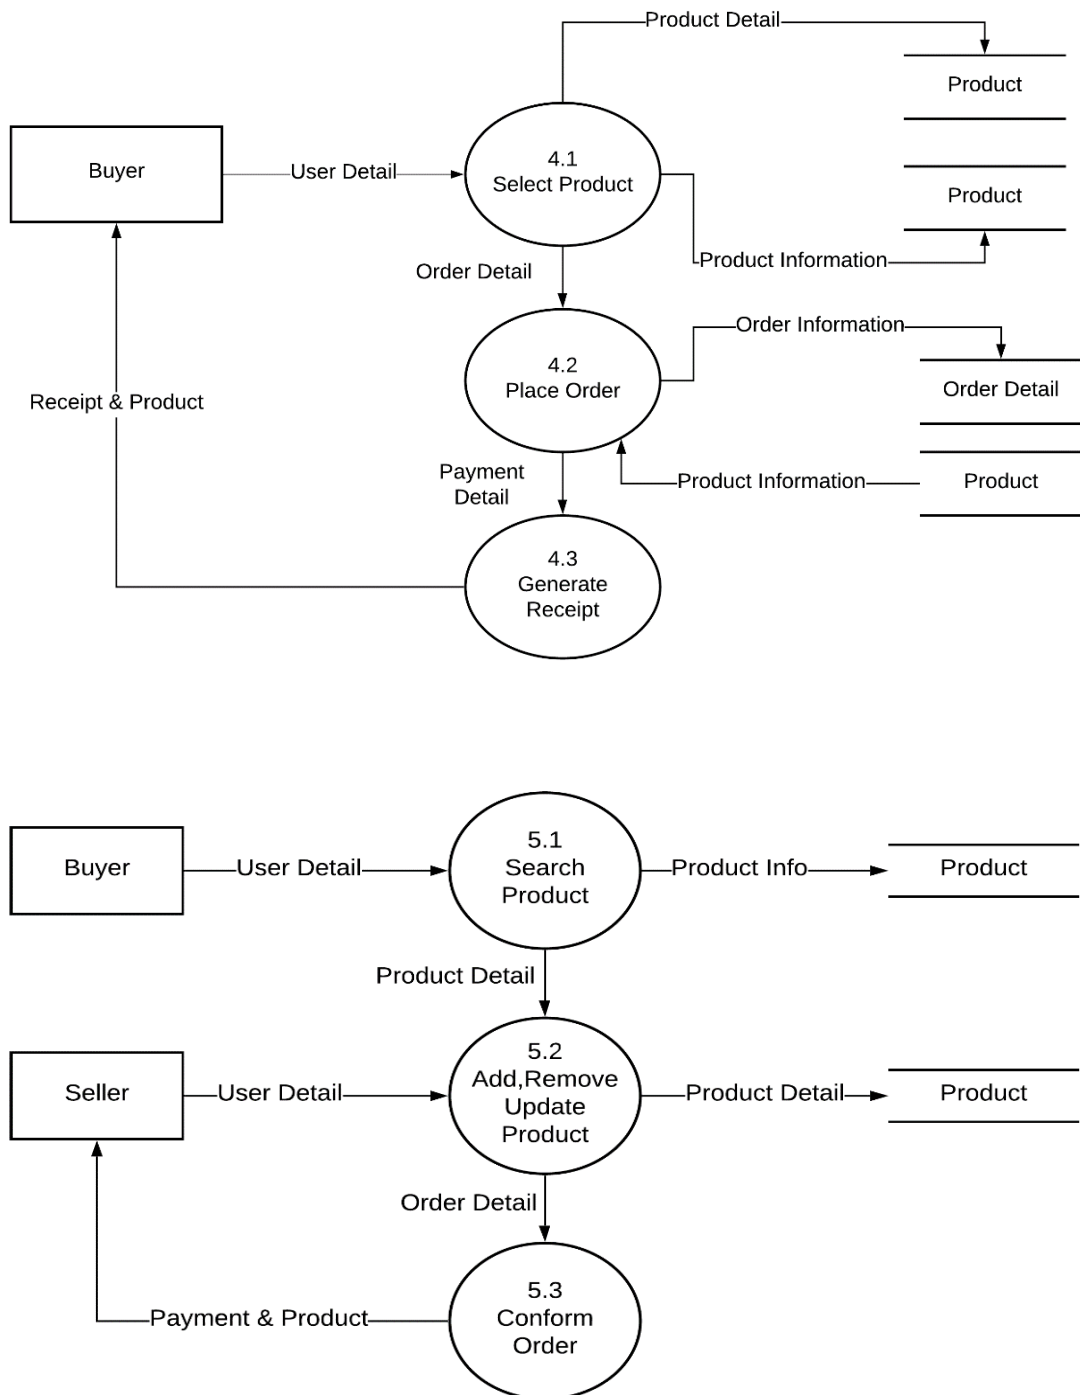 Product Detail
Product
Buyer
User Detail
4.1
Select Product
Product
Product Information
Order Detail
Order Information
4.2
Place Order
Order Detail
Receipt & Product
Payment
Detail
Product Information
Product
4.3
Generate
Receipt
Buyer
User Detail
5.1
Search
Product
Product Info
Product
Product Detail
Seller
User Detail
5.2
Add,Remove
Update
Product
Product Detail
Product
Order Detail
Payment & Product
5.3
Conform
Order